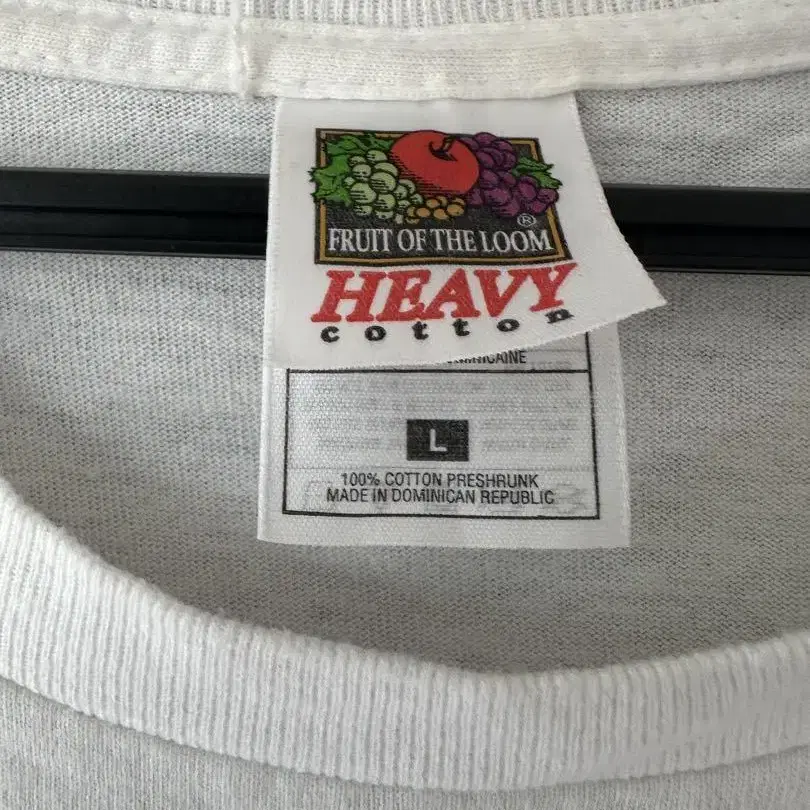 FRUIT OF THE LOOM
®
HEAVY
cotton
L
100% COTTON PRESHRUNK
MADE IN DOMINICAN REPUBLIC